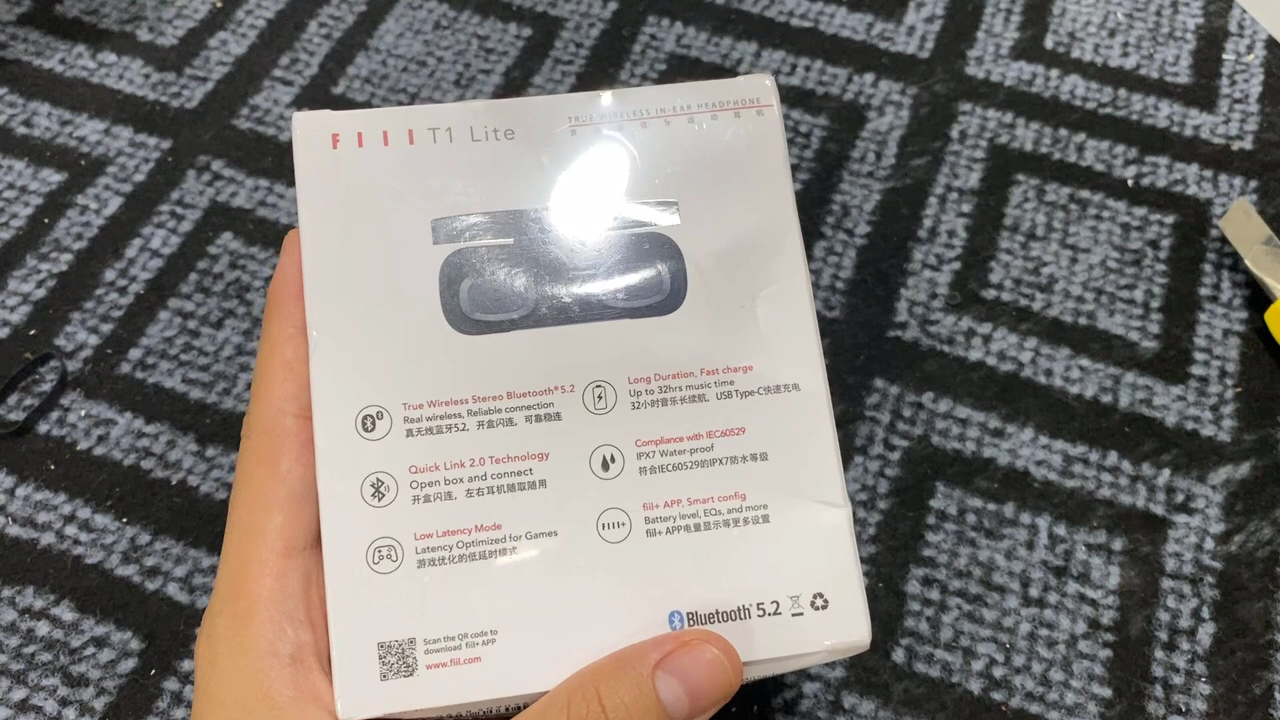 FIIL T1 Lite
TRUE WIRELESS IN-EAR HEADPHONE
True Wireless Stereo Bluetooth® 5.2
Real wireless, Reliable connection
真无线蓝牙5.2，开盒闪连，可靠稳连
Quick Link 2.0 Technology
Open box and connect
开盒闪连，左右耳机随取随用
Low Latency Mode
Latency Optimized for Games
游戏优化的低延时模式
Long Duration, Fast charge
Up to 32hrs music time
32小时音乐长续航，USB Type-C快速充电
Compliance with IEC60529
IPX7 Water-proof
符合IEC60529的IPX7防水等级
FIIL+
fiil+ APP, Smart config
Battery level, EQs, and more
fiil+ APP电量显示等更多设置
Scan the QR code to
download fiil+ APP
www.fiil.com
Bluetooth® 5.2